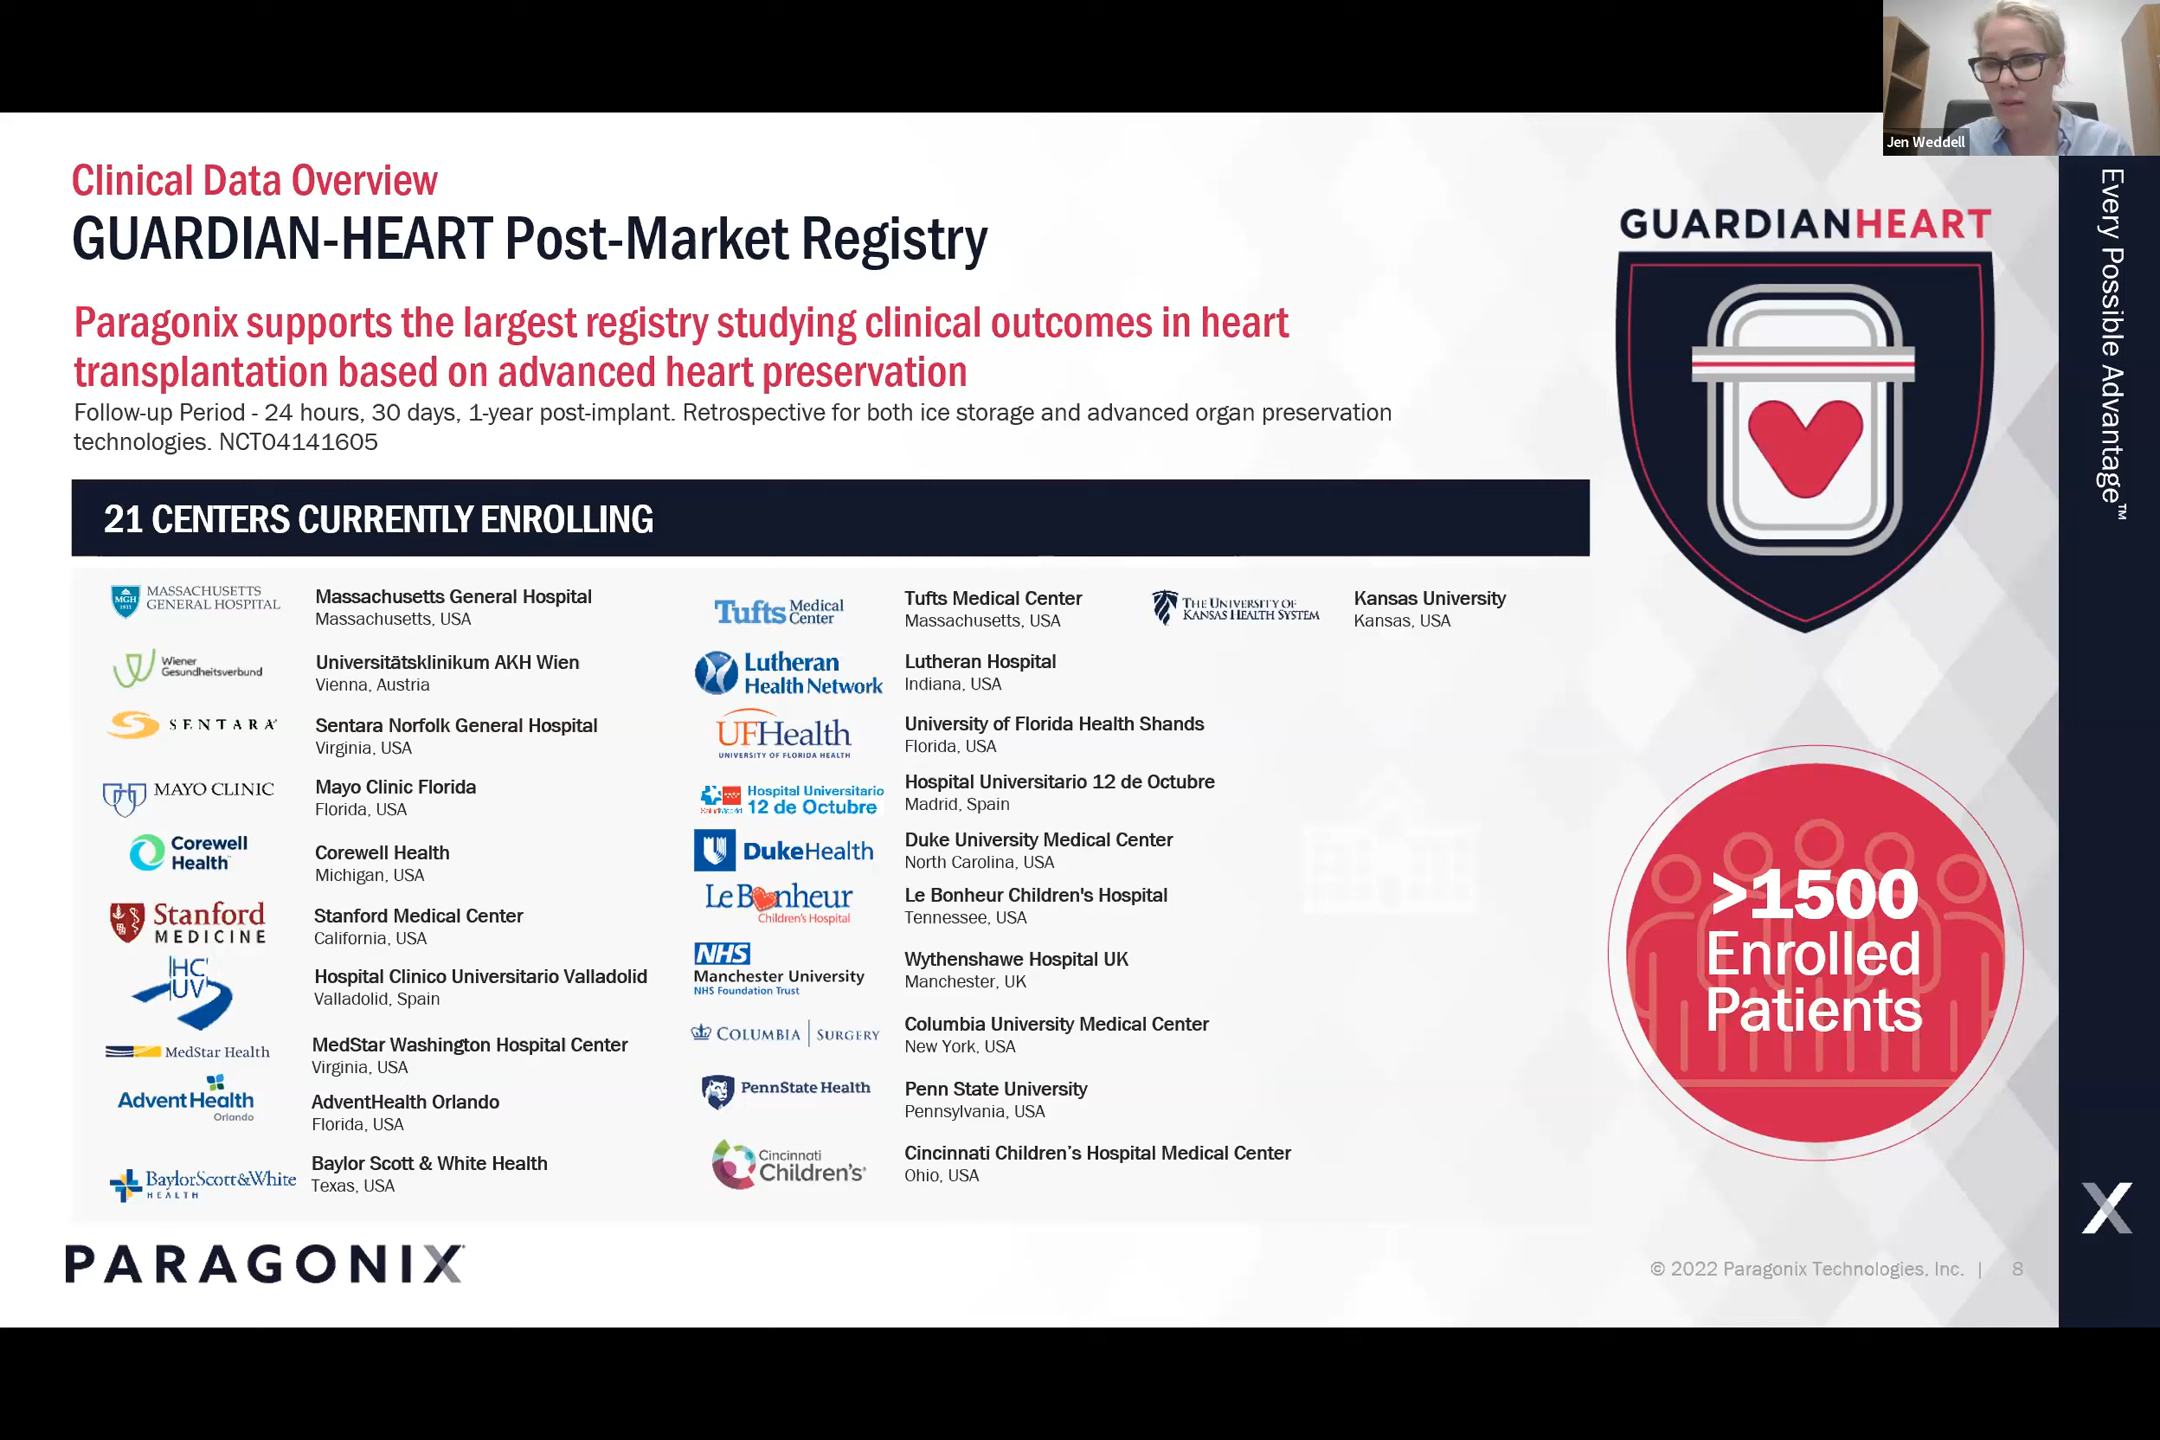 Jen Weddell
Clinical Data Overview
GUARDIAN-HEART Post-Market Registry
Paragonix supports the largest registry studying clinical outcomes in heart
transplantation based on advanced heart preservation
Follow-up Period - 24 hours, 30 days, 1-year post-implant. Retrospective for both ice storage and advanced organ preservation
technologies. NCT04141605
21 CENTERS CURRENTLY ENROLLING
MGH
1811
MASSACHUSETTS
GENERAL HOSPITAL
Massachusetts General Hospital
Massachusetts, USA
Wiener
Gesundheitsverbund
Universitätsklinikum AKH Wien
Vienna, Austria
SENTARA
Sentara Norfolk General Hospital
Virginia, USA
MAYO CLINIC
Mayo Clinic Florida
Florida, USA
Corewell
Health
Corewell Health
Michigan, USA
Stanford
MEDICINE
Stanford Medical Center
California, USA
HC
UV
Hospital Clinico Universitario Valladolid
Valladolid, Spain
MedStar Health
MedStar Washington Hospital Center
Virginia, USA
AdventHealth
Orlando
AdventHealth Orlando
Florida, USA
BaylorScott&White
HEALTH
Baylor Scott & White Health
Texas, USA
Tufts Medical
Center
Tufts Medical Center
Massachusetts, USA
Lutheran
Health Network
Lutheran Hospital
Indiana, USA
UFHealth
UNIVERSITY OF FLORIDA HEALTH
University of Florida Health Shands
Florida, USA
SaludMadrid
Hospital Universitario
12 de Octubre
Hospital Universitario 12 de Octubre
Madrid, Spain
DukeHealth
Duke University Medical Center
North Carolina, USA
Le Bonheur
Children's Hospital
Le Bonheur Children's Hospital
Tennessee, USA
NHS
Manchester University
NHS Foundation Trust
Wythenshawe Hospital UK
Manchester, UK
COLUMBIA | SURGERY
Columbia University Medical Center
New York, USA
PennState Health
Penn State University
Pennsylvania, USA
Cincinnati
Children's
Cincinnati Children's Hospital Medical Center
Ohio, USA
THE UNIVERSITY OF
KANSAS HEALTH SYSTEM
Kansas University
Kansas, USA
GUARDIANHEART
>1500
Enrolled
Patients
Every Possible Advantage™
PARAGONIX
© 2022 Paragonix Technologies, Inc. | 8
X